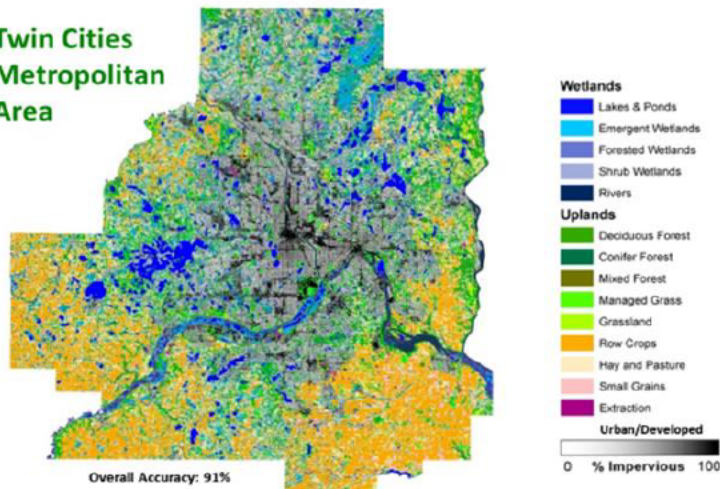 Twin Cities
Metropolitan
Area
Wetlands
Lakes & Ponds
Emergent Wetlands
Forested Wetlands
Shrub Wetlands
Rivers
Uplands
Deciduous Forest
Conifer Forest
Mixed Forest
Managed Grass
Grassland
Row Crops
Hay and Pasture
Small Grains
Extraction
Urban/Developed
0 % Impervious 100
Overall Accuracy: 91%